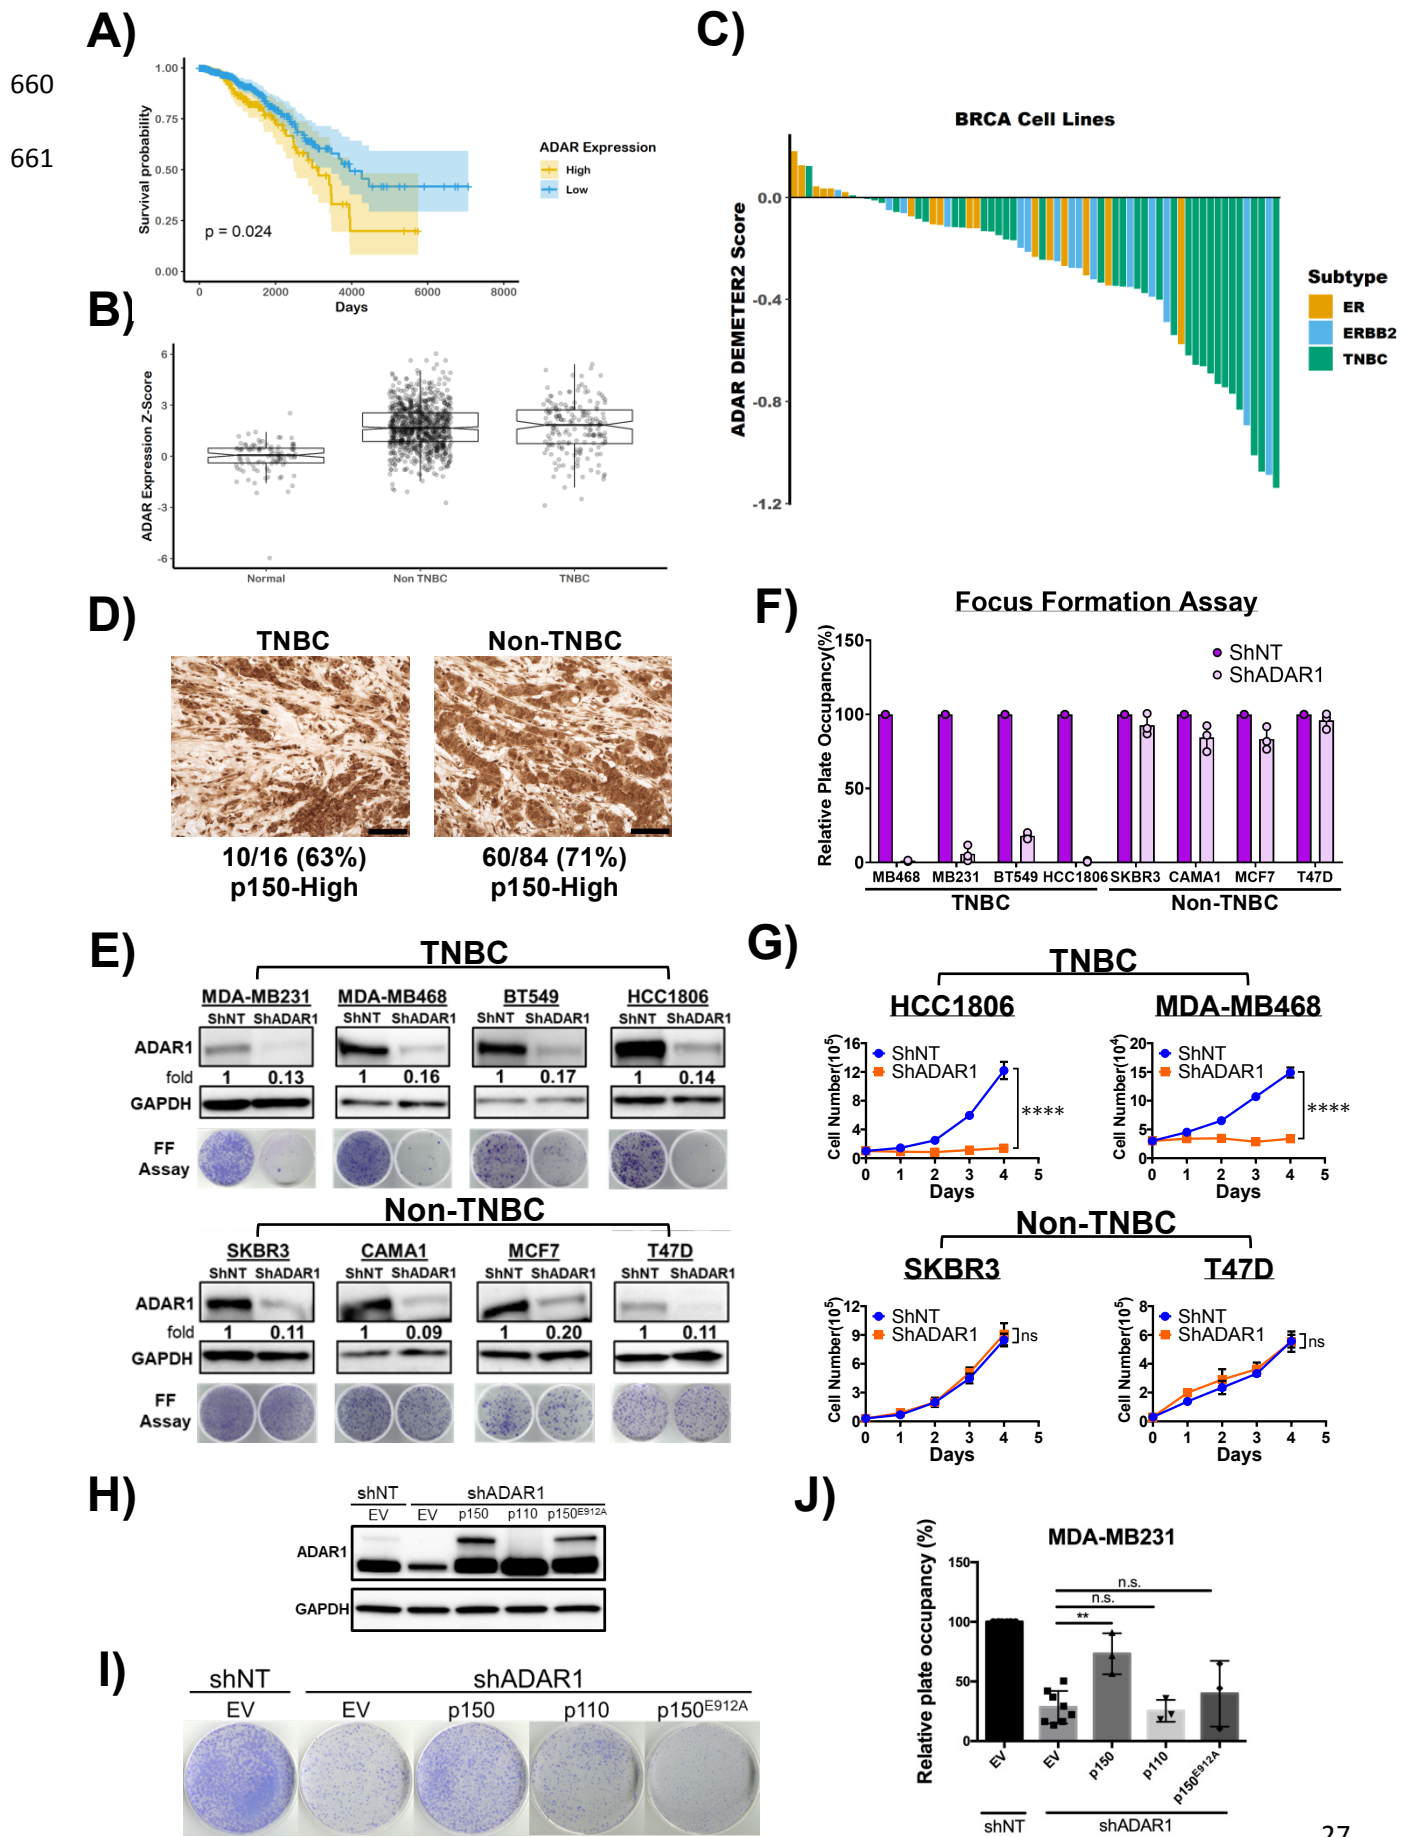 660
661
A)
1.00
0.75
0.50
0.25
0.00
Survival probability
p = 0.024
0 2000 4000 6000 8000
Days
ADAR Expression
High
Low
B)
ADAR Expression Z-Score
6
3
0
-3
-6
Normal Non TNBC TNBC
C)
BRCA Cell Lines
ADAR DEMETER2 Score
0.0
-0.4
-0.8
-1.2
Subtype
ER
ERBB2
TNBC
D)
TNBC Non-TNBC
10/16 (63%) 60/84 (71%)
p150-High p150-High
E)
TNBC
MDA-MB231 MDA-MB468 BT549 HCC1806
ShNT ShADAR1 ShNT ShADAR1 ShNT ShADAR1 ShNT ShADAR1
ADAR1
fold 1 0.13 1 0.16 1 0.17 1 0.14
GAPDH
FF
Assay
Non-TNBC
SKBR3 CAMA1 MCF7 T47D
ShNT ShADAR1 ShNT ShADAR1 ShNT ShADAR1 ShNT ShADAR1
ADAR1
fold 1 0.11 1 0.09 1 0.20 1 0.11
GAPDH
FF
Assay
F)
Focus Formation Assay
Relative Plate Occupancy(%)
150
100
50
0
ShNT
ShADAR1
MB468 MB231 BT549 HCC1806 SKBR3 CAMA1 MCF7 T47D
TNBC Non-TNBC
G)
TNBC
HCC1806
Cell Number(10⁵)
16
12
8
4
0
ShNT
ShADAR1
****
0 1 2 3 4 5
Days
MDA-MB468
Cell Number(10⁴)
20
15
10
5
0
ShNT
ShADAR1
****
0 1 2 3 4 5
Days
Non-TNBC
SKBR3
Cell Number(10⁵)
12
9
6
3
0
ShNT
ShADAR1
ns
0 1 2 3 4 5
Days
T47D
Cell Number(10⁵)
8
6
4
2
0
ShNT
ShADAR1
ns
0 1 2 3 4 5
Days
H)
shNT shADAR1
EV EV p150 p110 p150E912A
ADAR1
GAPDH
I)
shNT shADAR1
EV EV p150 p110 p150E912A
J)
MDA-MB231
Relative plate occupancy (%)
150
100
50
0
n.s.
n.s.
**
EV EV p150 p110 p150E912A
shNT shADAR1
27